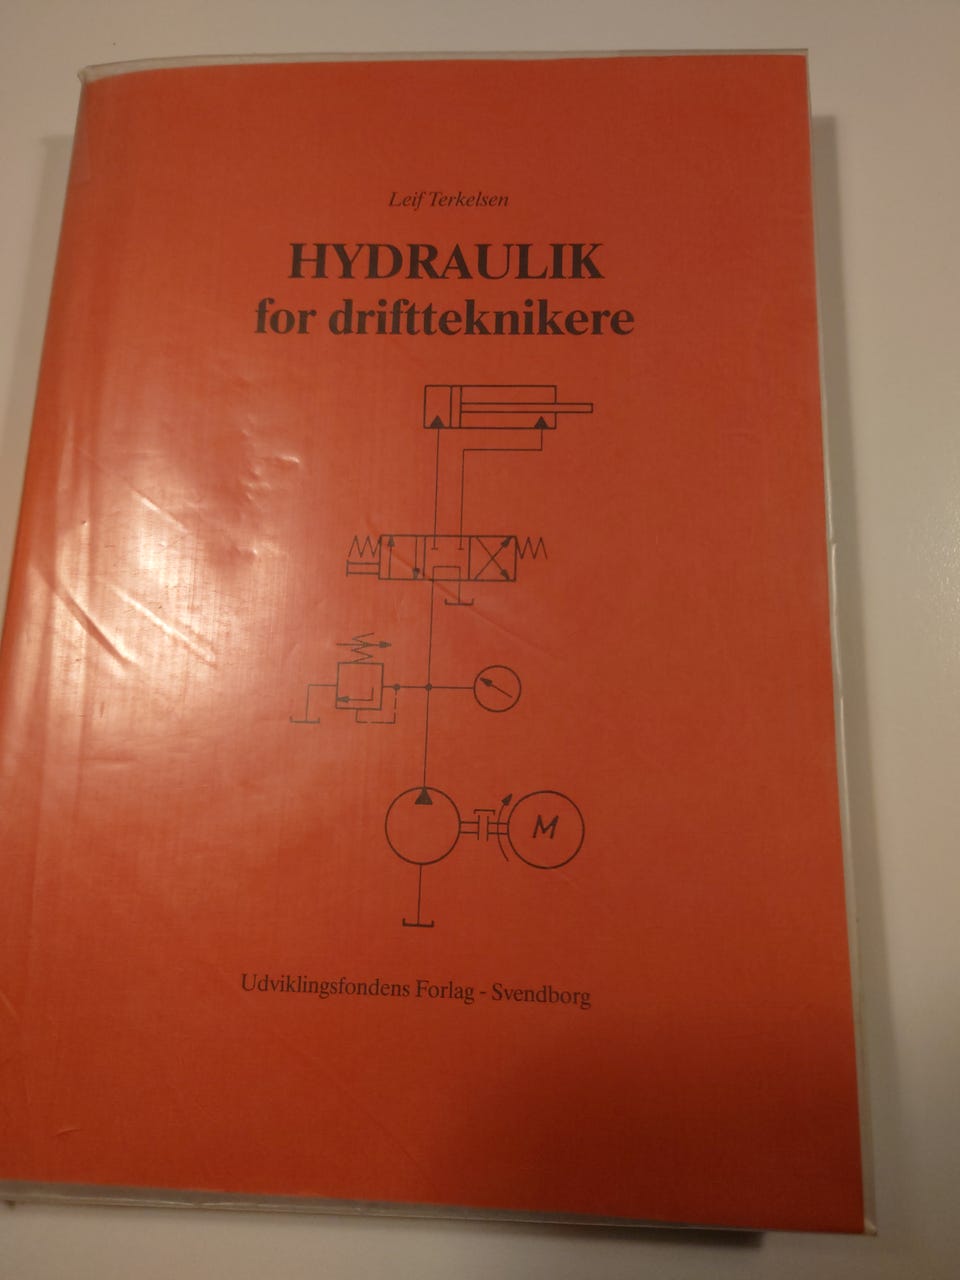 Leif Terkelsen
HYDRAULIK
for driftteknikere
M
Udviklingsfondens Forlag - Svendborg